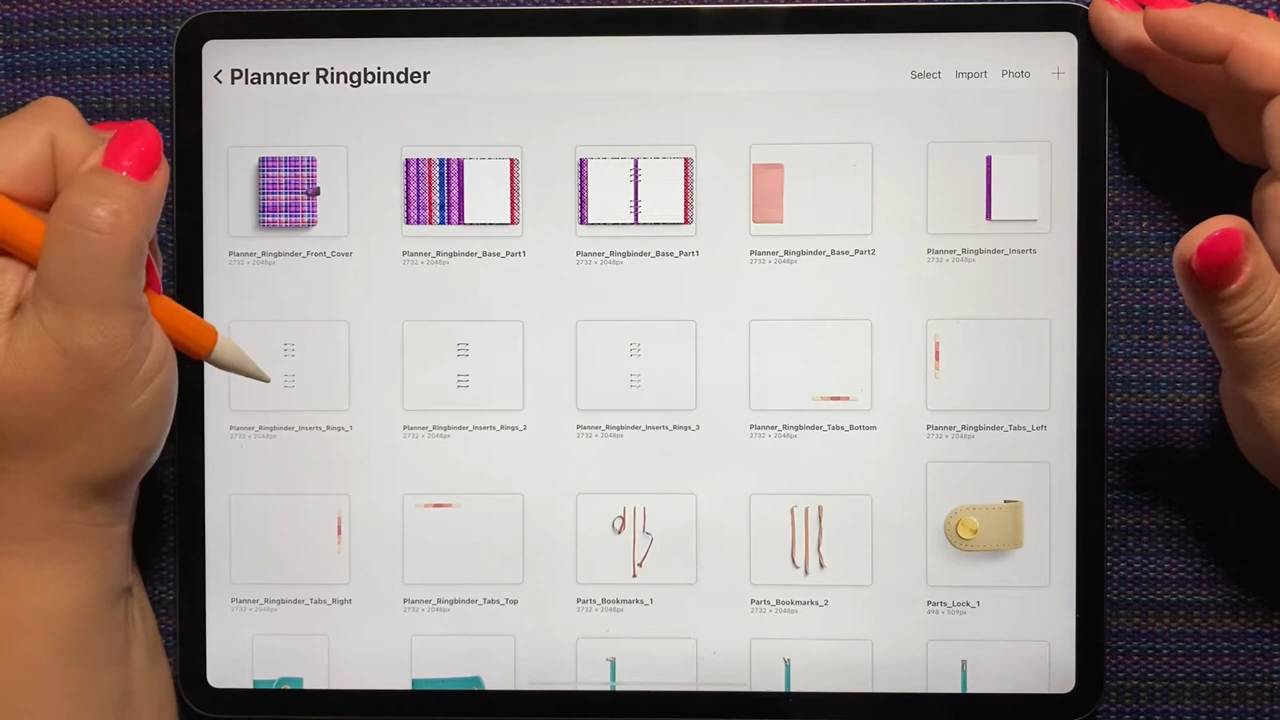 Planner Ringbinder
Select Import Photo
Planner_Ringbinder_Front_Cover
2732 × 2048px
Planner_Ringbinder_Base_Part1
2732 × 2048px
Planner_Ringbinder_Base_Part1
2732 × 2048px
Planner_Ringbinder_Base_Part2
2732 × 2048px
Planner_Ringbinder_Inserts
2732 × 2048px
Planner_Ringbinder_Inserts_Rings_1
2732 × 2048px
Planner_Ringbinder_Inserts_Rings_2
2732 × 2048px
Planner_Ringbinder_Inserts_Rings_3
2732 × 2048px
Planner_Ringbinder_Tabs_Bottom
2732 × 2048px
Planner_Ringbinder_Tabs_Left
2732 × 2048px
Planner_Ringbinder_Tabs_Right
2732 × 2048px
Planner_Ringbinder_Tabs_Top
2732 × 2048px
Parts_Bookmarks_1
2732 × 2048px
Parts_Bookmarks_2
2732 × 2048px
Parts_Lock_1
498 × 509px